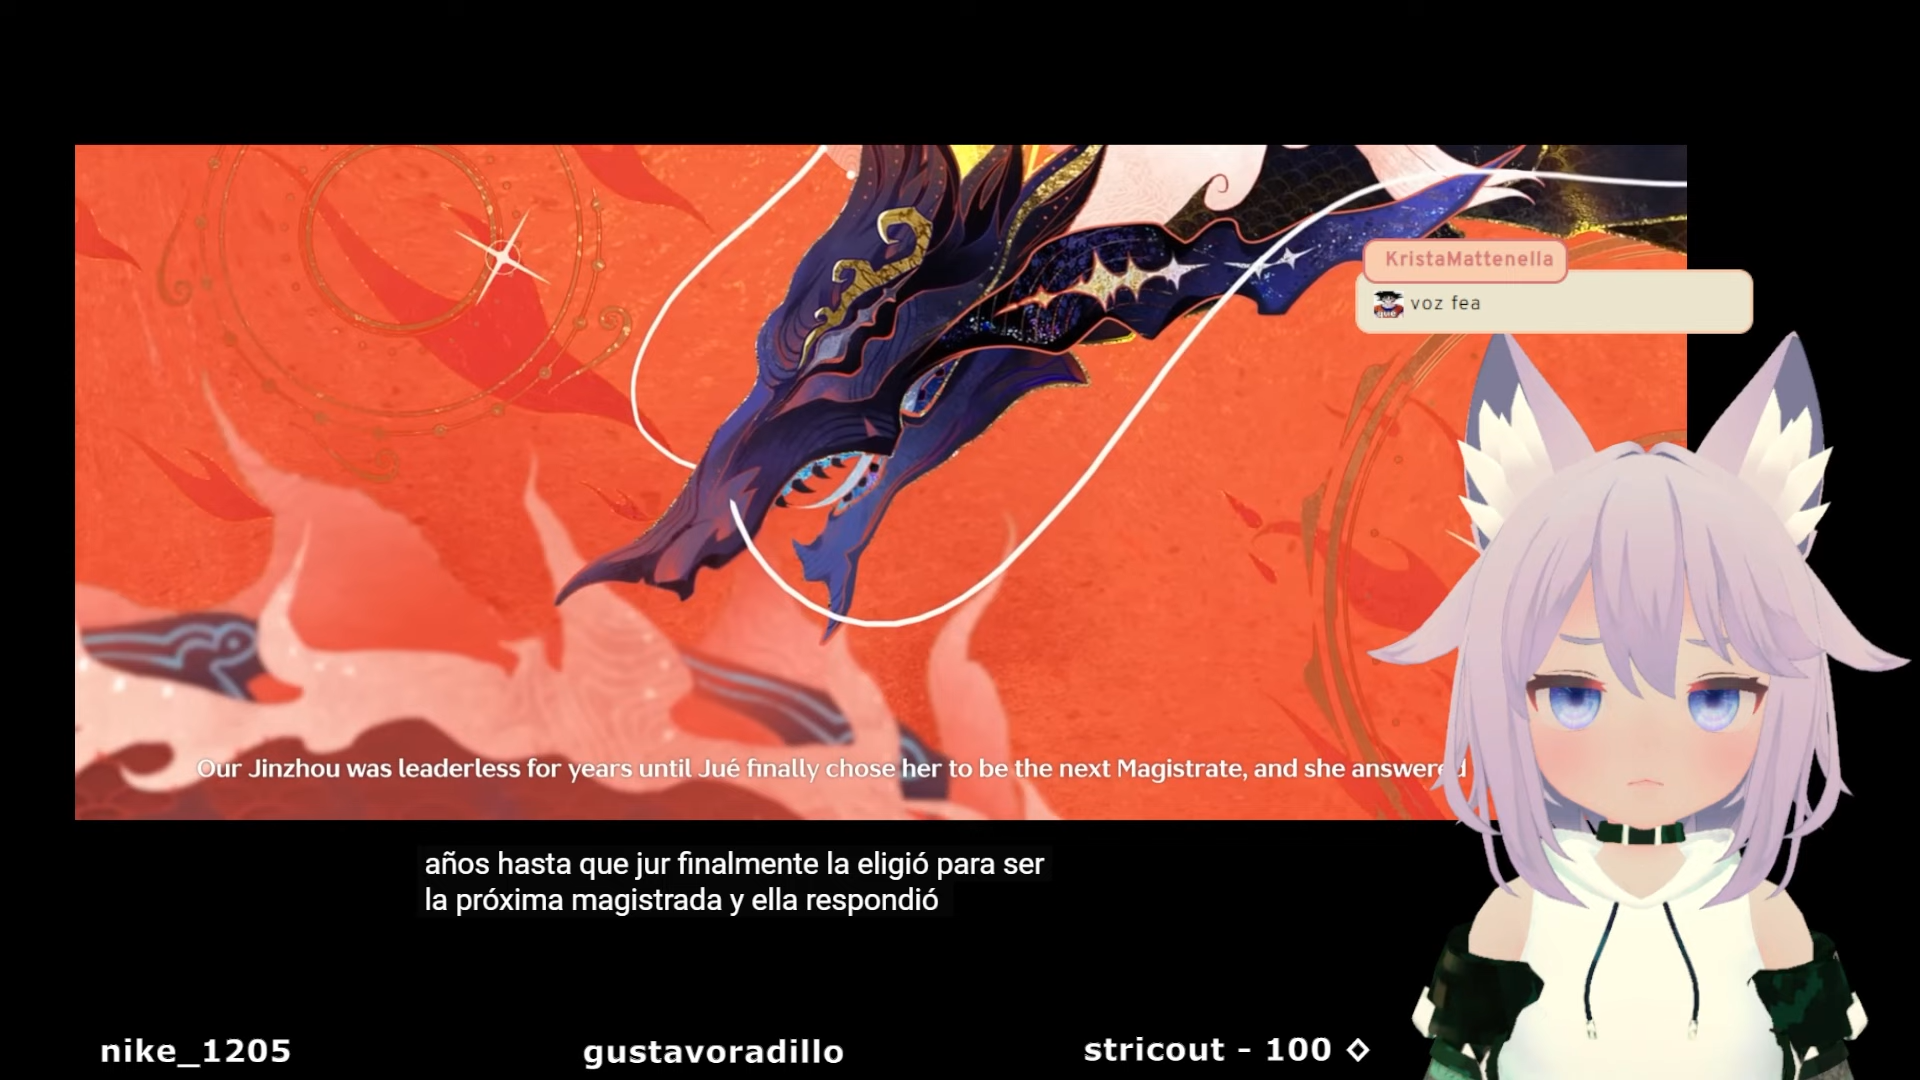 KristaMattenella
que voz fea
Our Jinzhou was leaderless for years until Jué finally chose her to be the next Magistrate, and she answered
años hasta que jur finalmente la eligió para ser
la próxima magistrada y ella respondió
nike_1205
gustavoradillo
stricout - 100